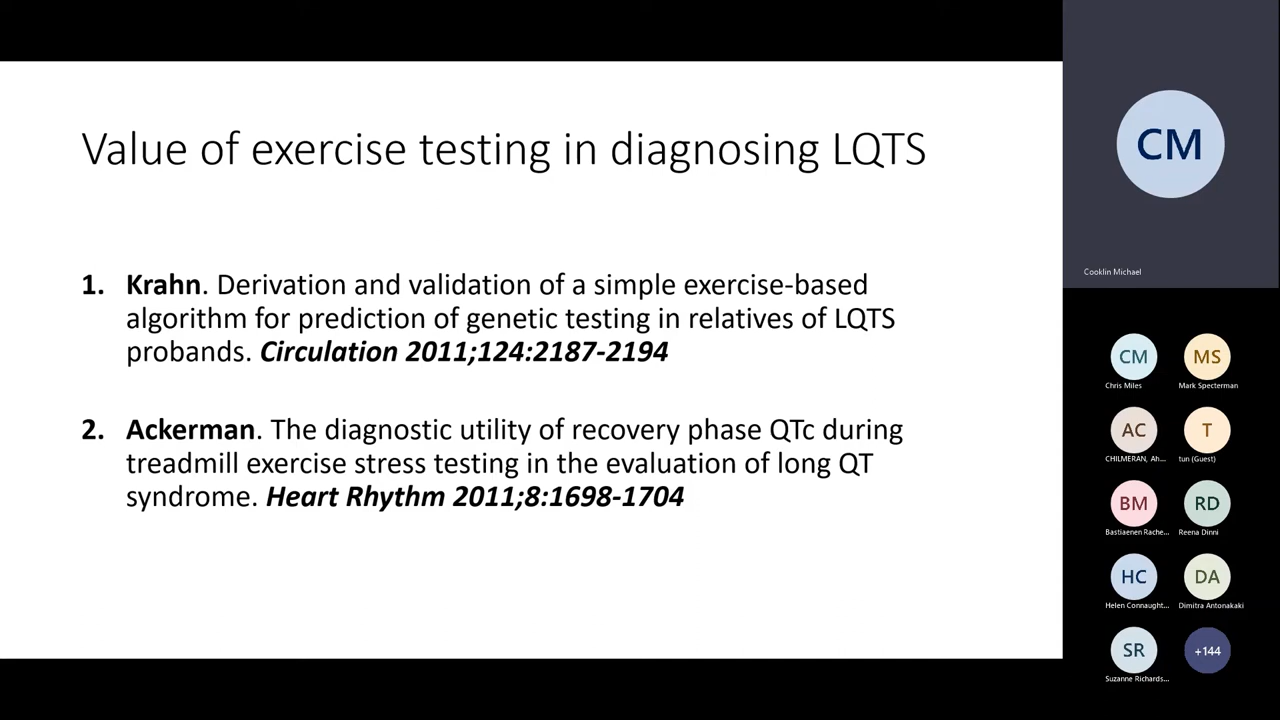 Value of exercise testing in diagnosing LQTS
1. Krahn. Derivation and validation of a simple exercise-based
algorithm for prediction of genetic testing in relatives of LQTS
probands. Circulation 2011;124:2187-2194
2. Ackerman. The diagnostic utility of recovery phase QTc during
treadmill exercise stress testing in the evaluation of long QT
syndrome. Heart Rhythm 2011;8:1698-1704
CM
Cooklin Michael
CM MS
Chris Miles Mark Specterman
AC T
CHILMERAN, Ah... tun (Guest)
BM RD
Bastiaenen Rache... Reena Dinni
HC DA
Helen Connaught... Dimitra Antonakaki
SR +144
Suzanne Richards...